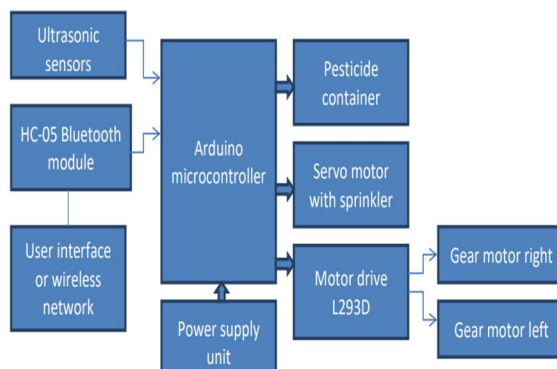 Ultrasonic
sensors
HC-05 Bluetooth
module
User interface
or wireless
network
Arduino
microcontroller
Power supply
unit
Pesticide
container
Servo motor
with sprinkler
Motor drive
L293D
Gear motor right
Gear motor left